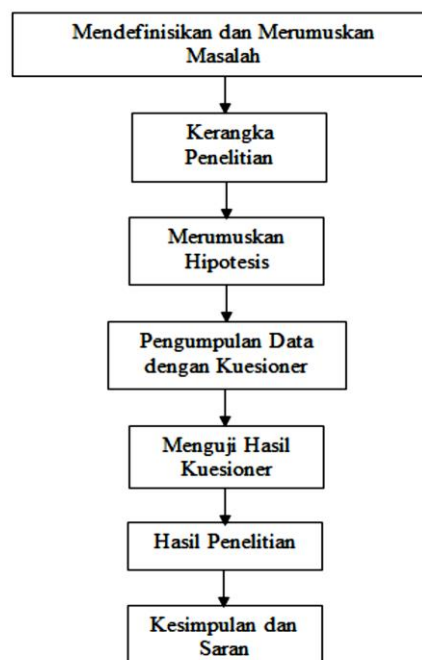 Mendefinisikan dan Merumuskan
Masalah
Kerangka
Penelitian
Merumuskan
Hipotesis
Pengumpulan Data
dengan Kuesioner
Menguji Hasil
Kuesioner
Hasil Penelitian
Kesimpulan dan
Saran